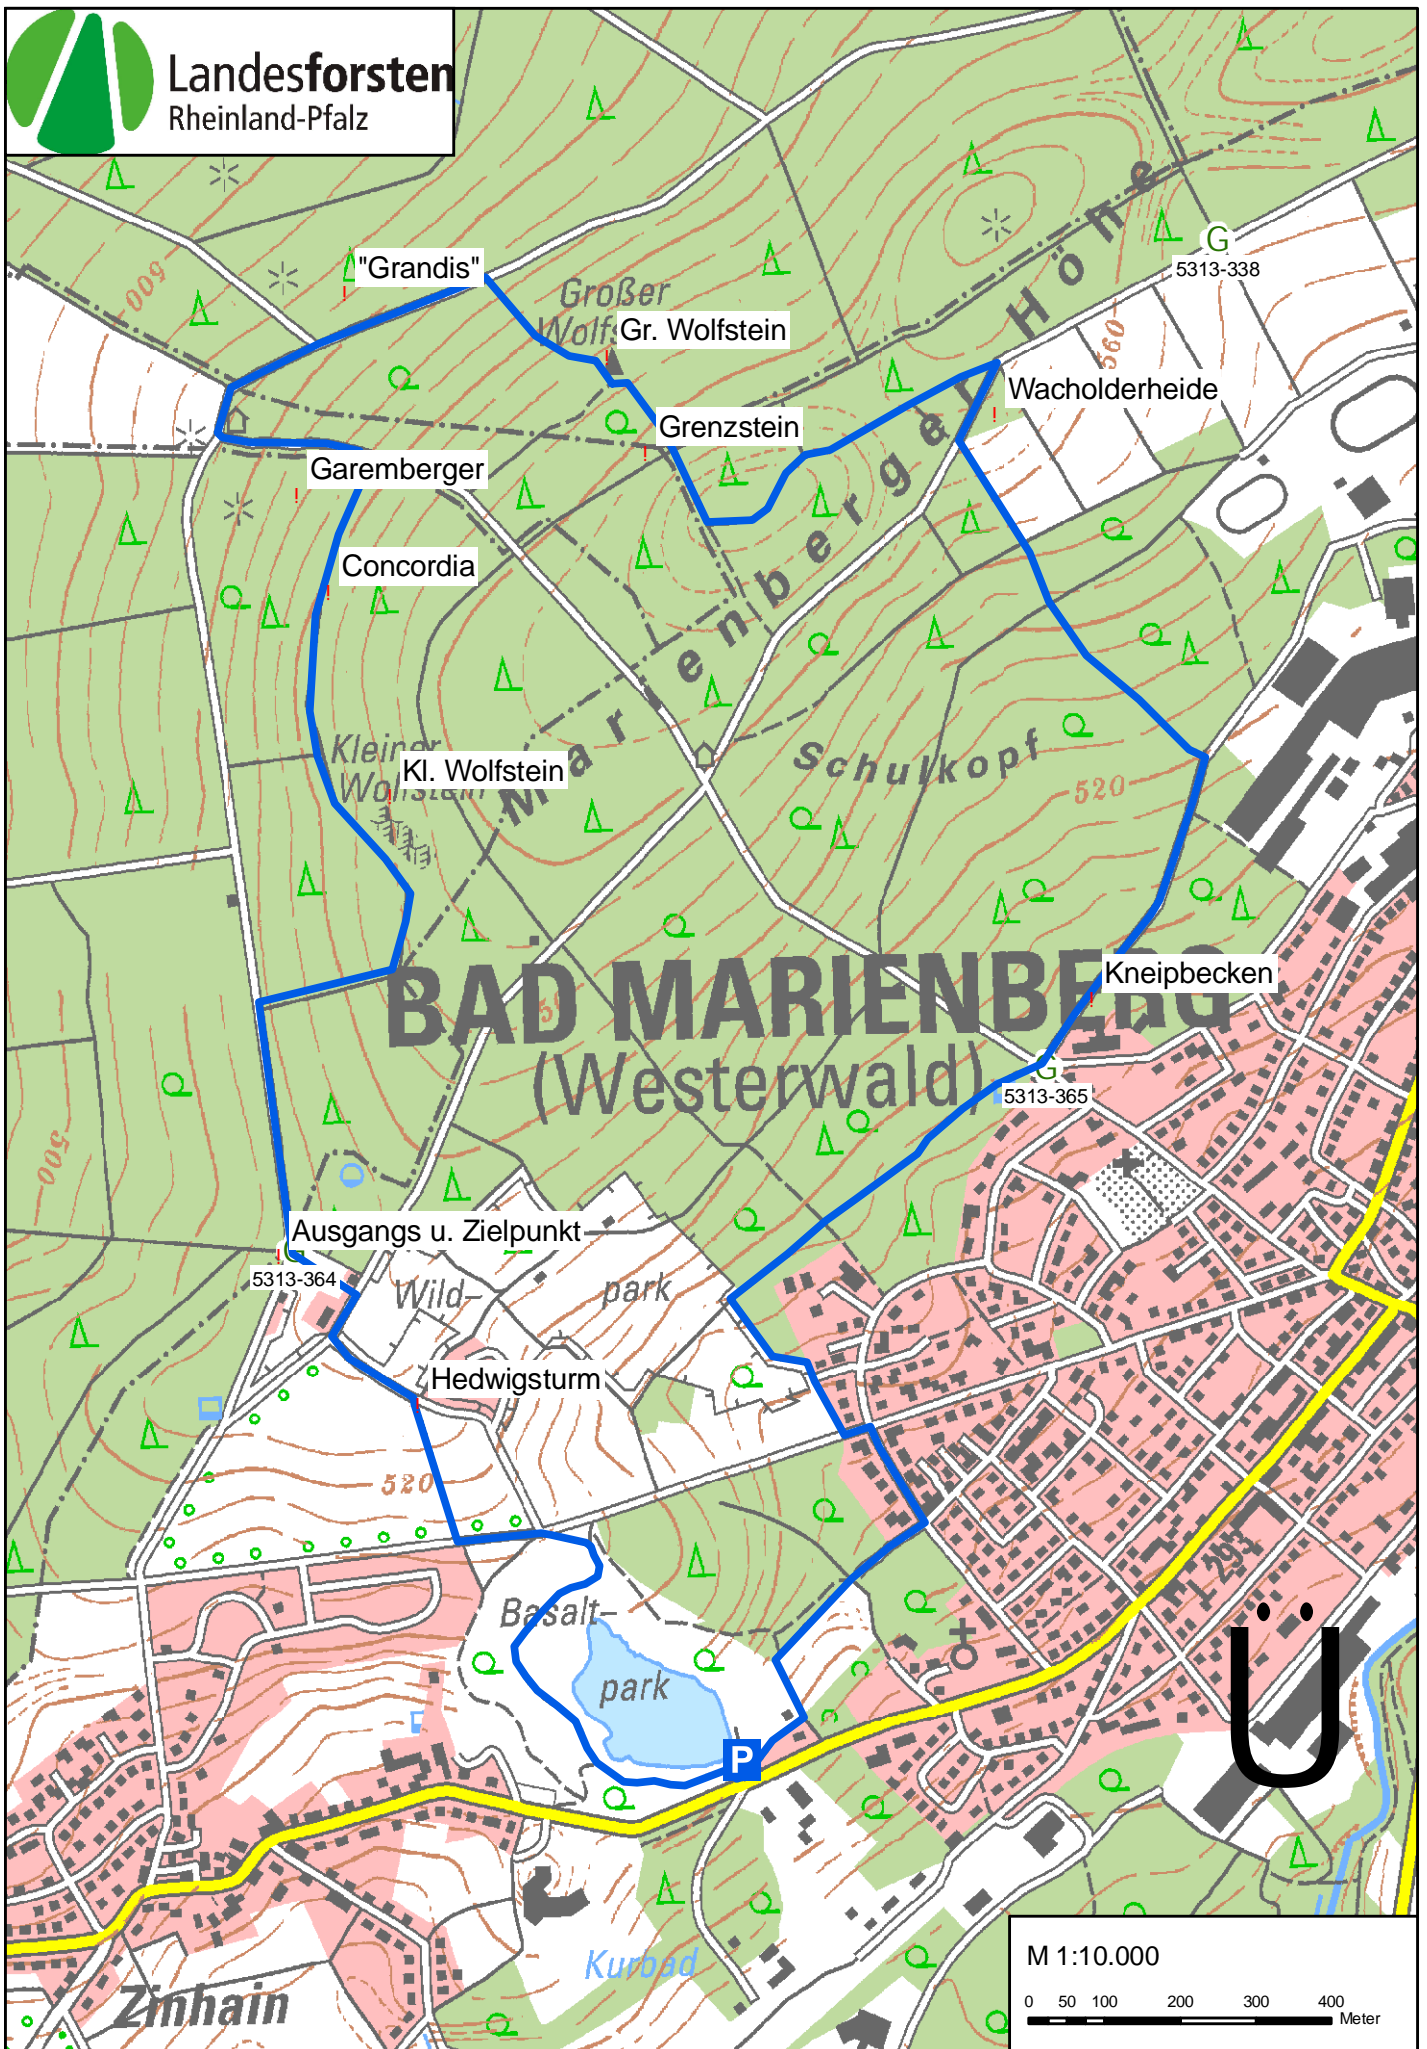 Landesforsten
Rheinland-Pfalz
"Grandis"
500
Großer
Gr. Wolfstein
G
5313-338
560
Wacholderheide
Grenzstein
Garemberger
Concordia
Marienberger Höhe
Kleiner
Wolfstein
Kl. Wolfstein
Schulkopf
520
BAD MARIENBERG
(Westerwald)
Kneipbecken
G
5313-365
500
Ausgangs u. Zielpunkt
5313-364
Wild-
park
Hedwigsturm
520
L 293
Basalt-
park
P
Ü
Kurbad
Zinhain
M 1:10.000
0 50 100 200 300 400
Meter